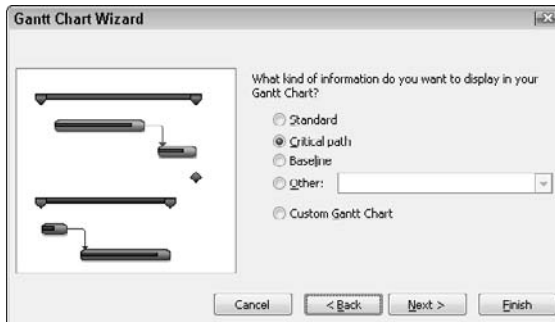 Gantt Chart Wizard
What kind of information do you want to display in your
Gantt Chart?
Standard
Critical path
Baseline
Other:
Custom Gantt Chart
Cancel
< Back
Next >
Finish